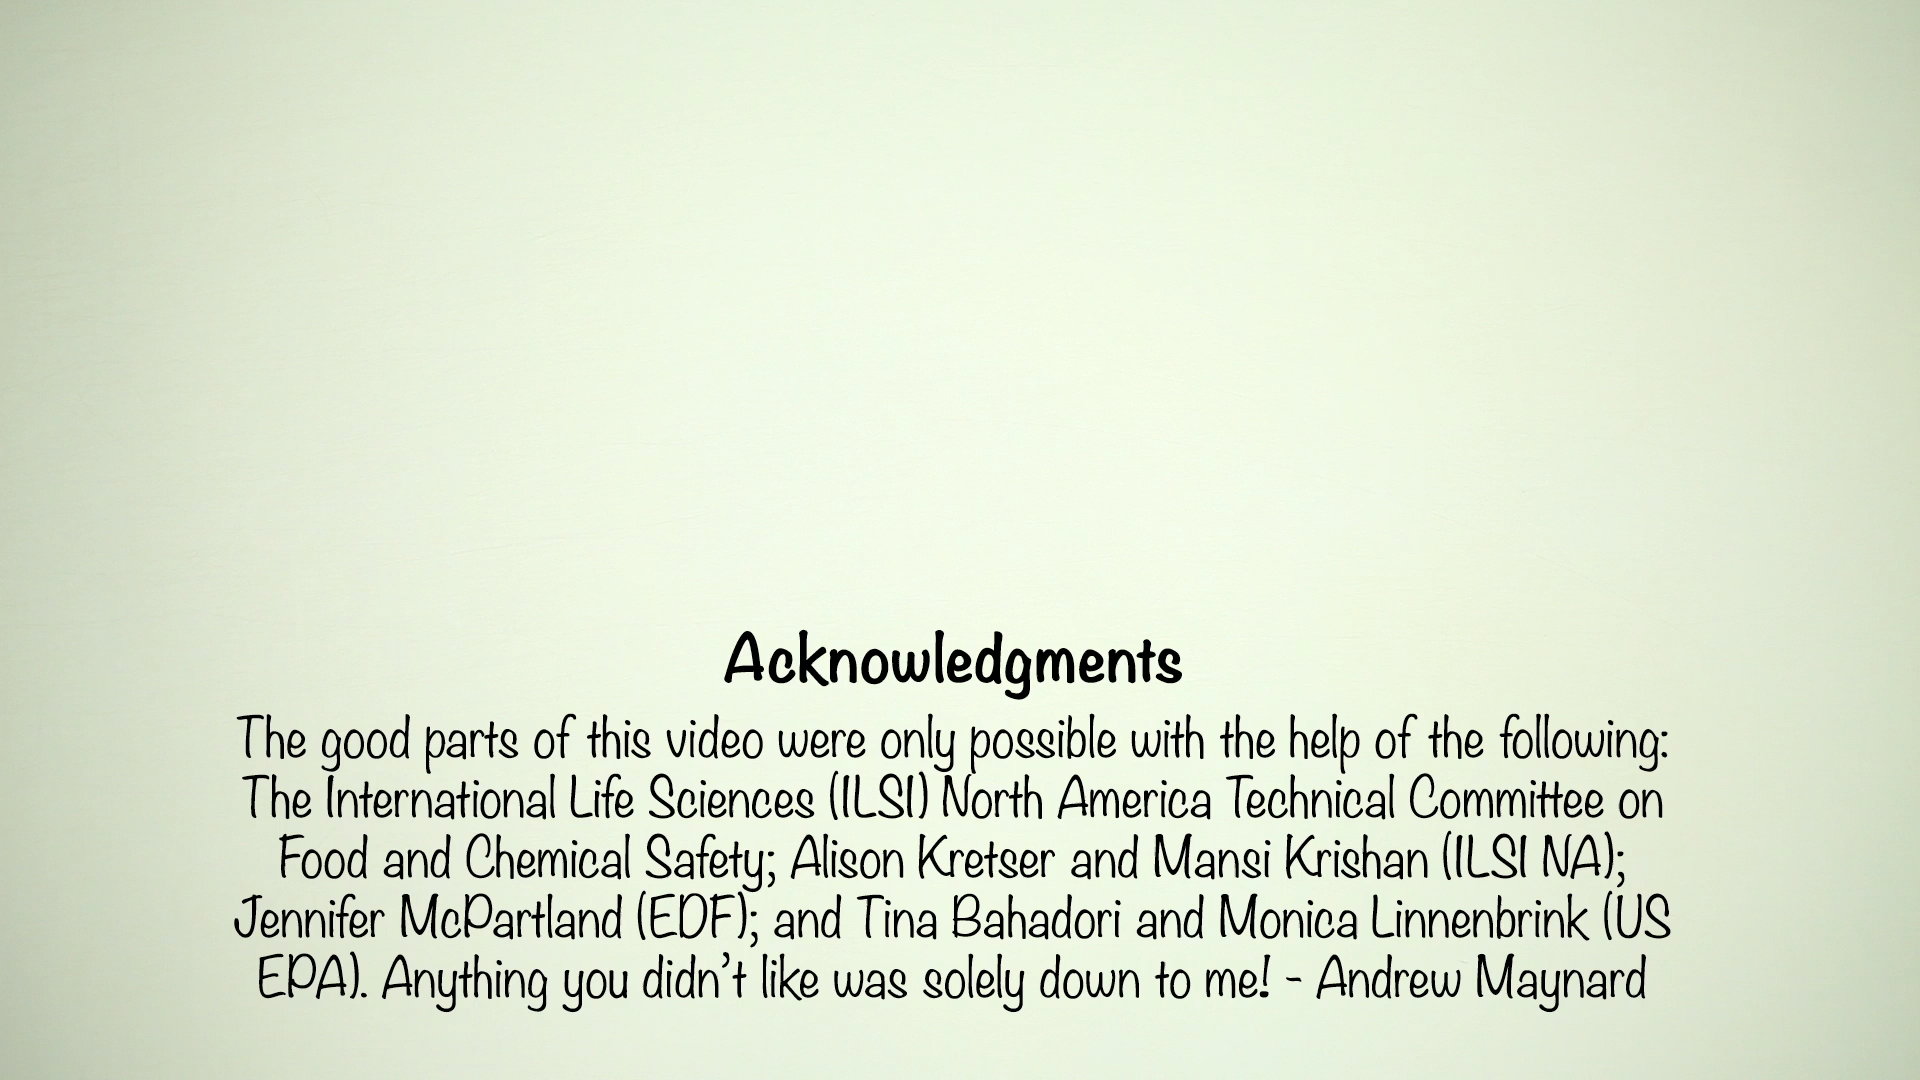 Acknowledgments
The good parts of this video were only possible with the help of the following:
The International Life Sciences (ILSI) North America Technical Committee on
Food and Chemical Safety; Alison Kretser and Mansi Krishan (ILSI NA);
Jennifer McPartland (EDF); and Tina Bahadori and Monica Linnenbrink (US
EPA). Anything you didn’t like was solely down to me! - Andrew Maynard